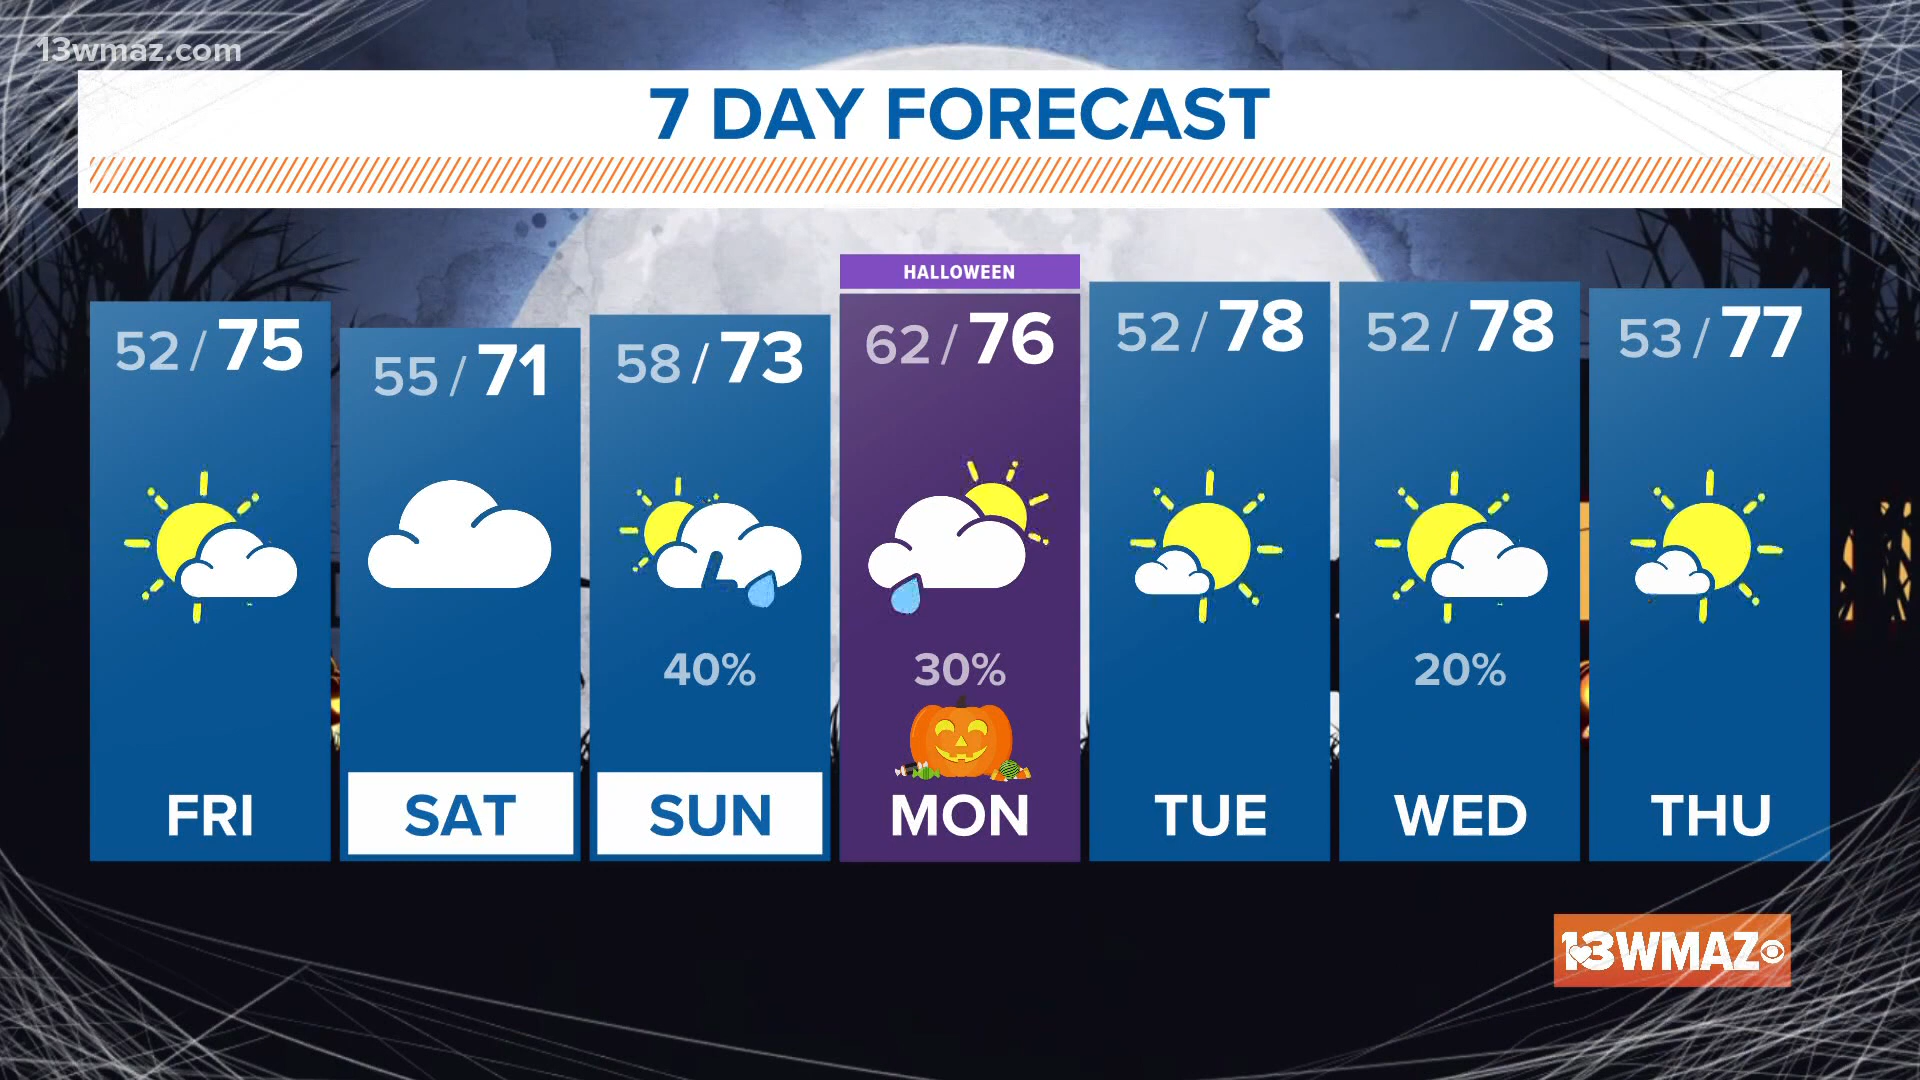 13wmaz.com
7 DAY FORECAST
HALLOWEEN
52 / 75
55 / 71
58 / 73
62 / 76
52 / 78
52 / 78
53 / 77
40%
30%
20%
FRI
SAT
SUN
MON
TUE
WED
THU
13WMAZ